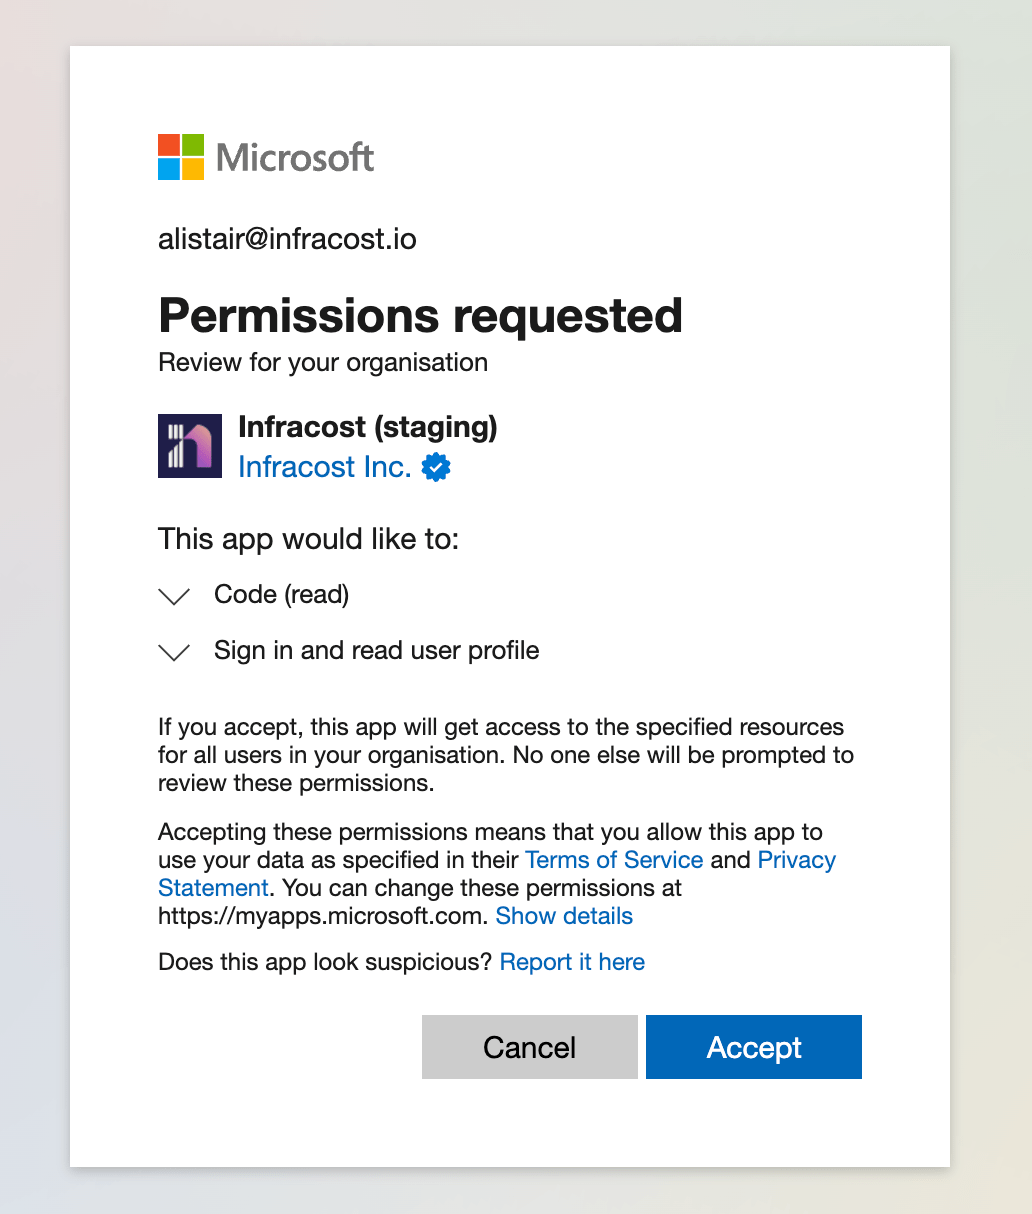 Microsoft
alistair@infracost.io
Permissions requested
Review for your organisation
Infracost (staging)
Infracost Inc.
This app would like to:
Code (read)
Sign in and read user profile
If you accept, this app will get access to the specified resources
for all users in your organisation. No one else will be prompted to
review these permissions.
Accepting these permissions means that you allow this app to
use your data as specified in their Terms of Service and Privacy
Statement. You can change these permissions at
https://myapps.microsoft.com. Show details
Does this app look suspicious? Report it here
Cancel Accept